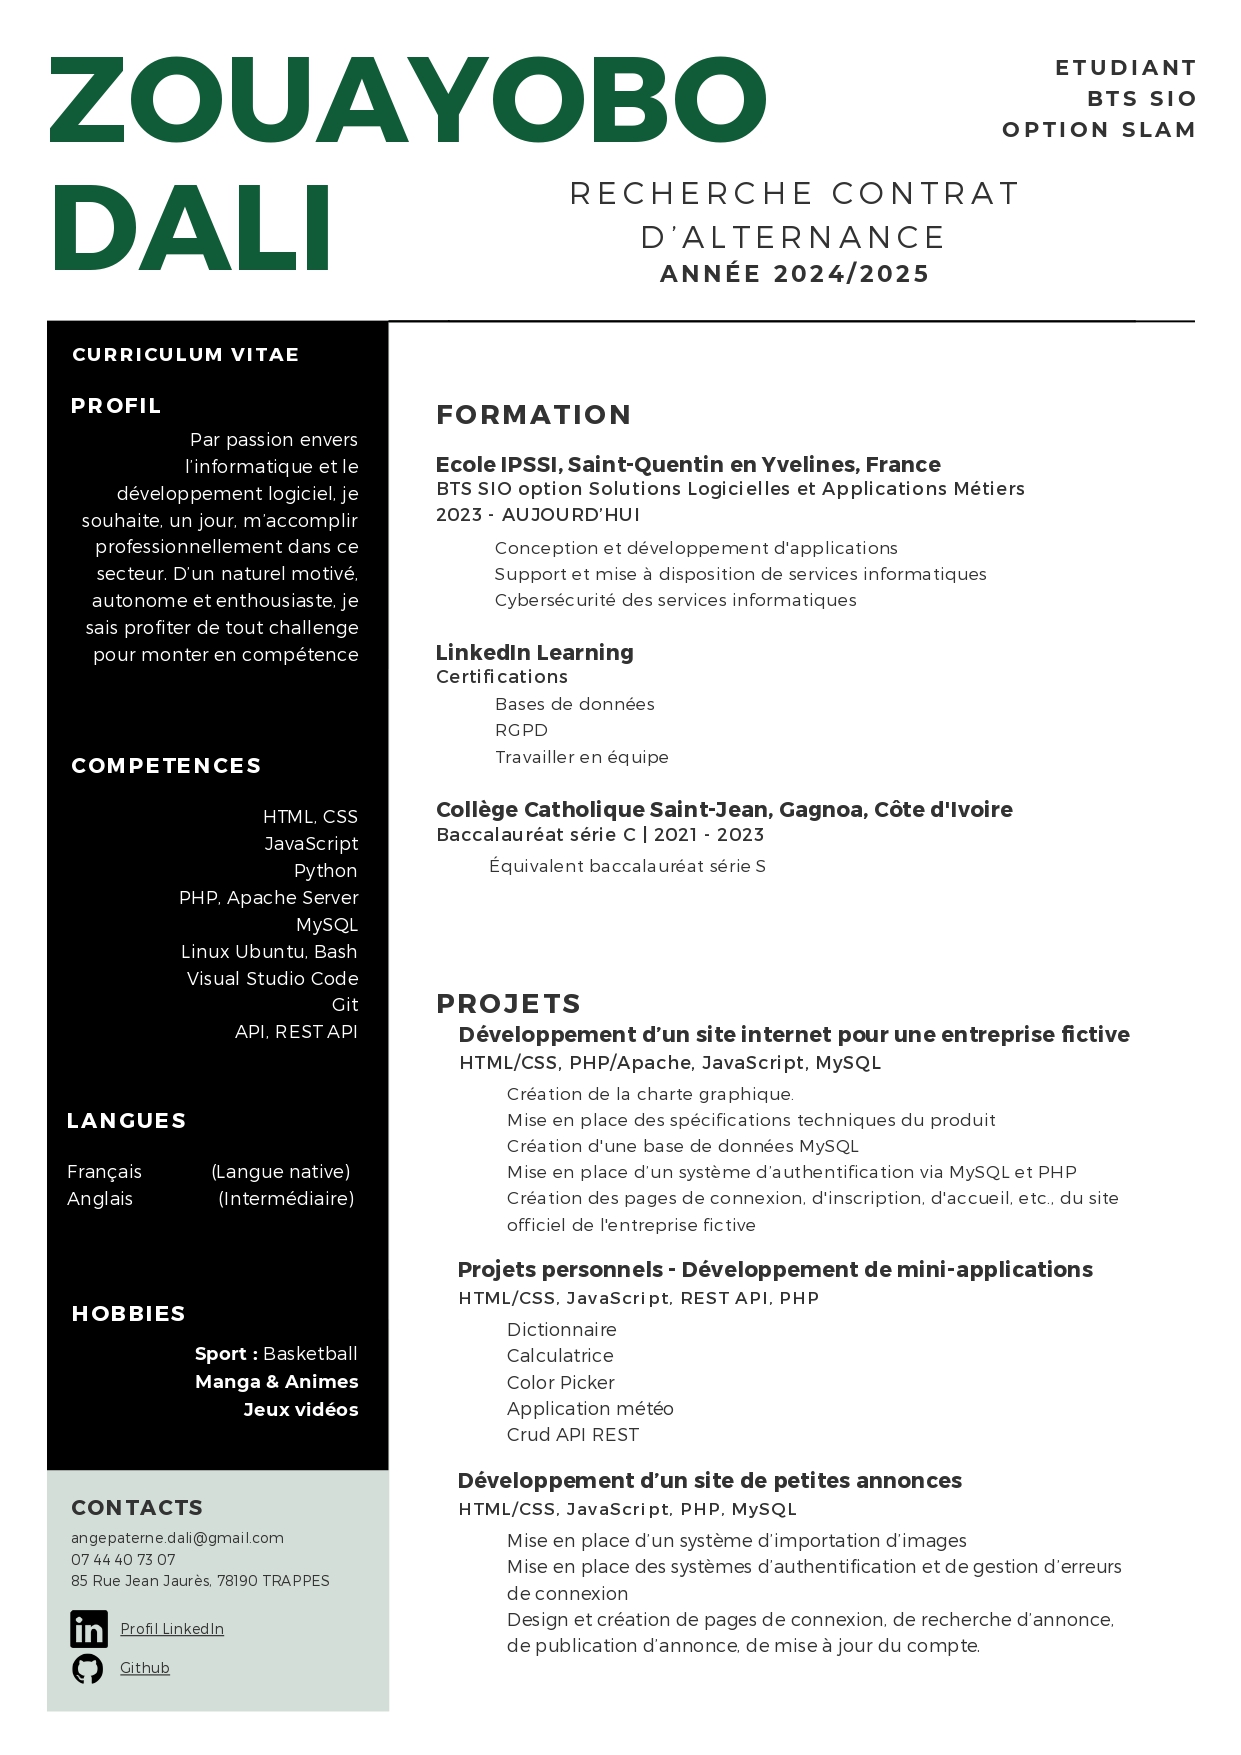 ZOUAYOBO
DALI
ETUDIANT
BTS SIO
OPTION SLAM
RECHERCHE CONTRAT
D'ALTERNANCE
ANNÉE 2024/2025
CURRICULUM VITAE
PROFIL
Par passion envers
l'informatique et le
développement logiciel, je
souhaite, un jour, m'accomplir
professionnellement dans ce
secteur. D'un naturel motivé,
autonome et enthousiaste, je
sais profiter de tout challenge
pour monter en compétence
COMPETENCES
HTML, CSS
JavaScript
Python
PHP, Apache Server
MySQL
Linux Ubuntu, Bash
Visual Studio Code
Git
API, REST API
LANGUES
Français (Langue native)
Anglais (Intermédiaire)
HOBBIES
Sport : Basketball
Manga & Animes
Jeux vidéos
CONTACTS
angepaterne.dali@gmail.com
07 44 40 73 07
85 Rue Jean Jaurès, 78190 TRAPPES
Profil LinkedIn
Github
FORMATION
Ecole IPSSI, Saint-Quentin en Yvelines, France
BTS SIO option Solutions Logicielles et Applications Métiers
2023 - AUJOURD'HUI
Conception et développement d'applications
Support et mise à disposition de services informatiques
Cybersécurité des services informatiques
LinkedIn Learning
Certifications
Bases de données
RGPD
Travailler en équipe
Collège Catholique Saint-Jean, Gagnoa, Côte d'Ivoire
Baccalauréat série C | 2021 - 2023
Équivalent baccalauréat série S
PROJETS
Développement d'un site internet pour une entreprise fictive
HTML/CSS, PHP/Apache, JavaScript, MySQL
Création de la charte graphique.
Mise en place des spécifications techniques du produit
Création d'une base de données MySQL
Mise en place d'un système d'authentification via MySQL et PHP
Création des pages de connexion, d'inscription, d'accueil, etc., du site
officiel de l'entreprise fictive
Projets personnels - Développement de mini-applications
HTML/CSS, JavaScript, REST API, PHP
Dictionnaire
Calculatrice
Color Picker
Application météo
Crud API REST
Développement d'un site de petites annonces
HTML/CSS, JavaScript, PHP, MySQL
Mise en place d'un système d'importation d'images
Mise en place des systèmes d'authentification et de gestion d'erreurs
de connexion
Design et création de pages de connexion, de recherche d'annonce,
de publication d'annonce, de mise à jour du compte.